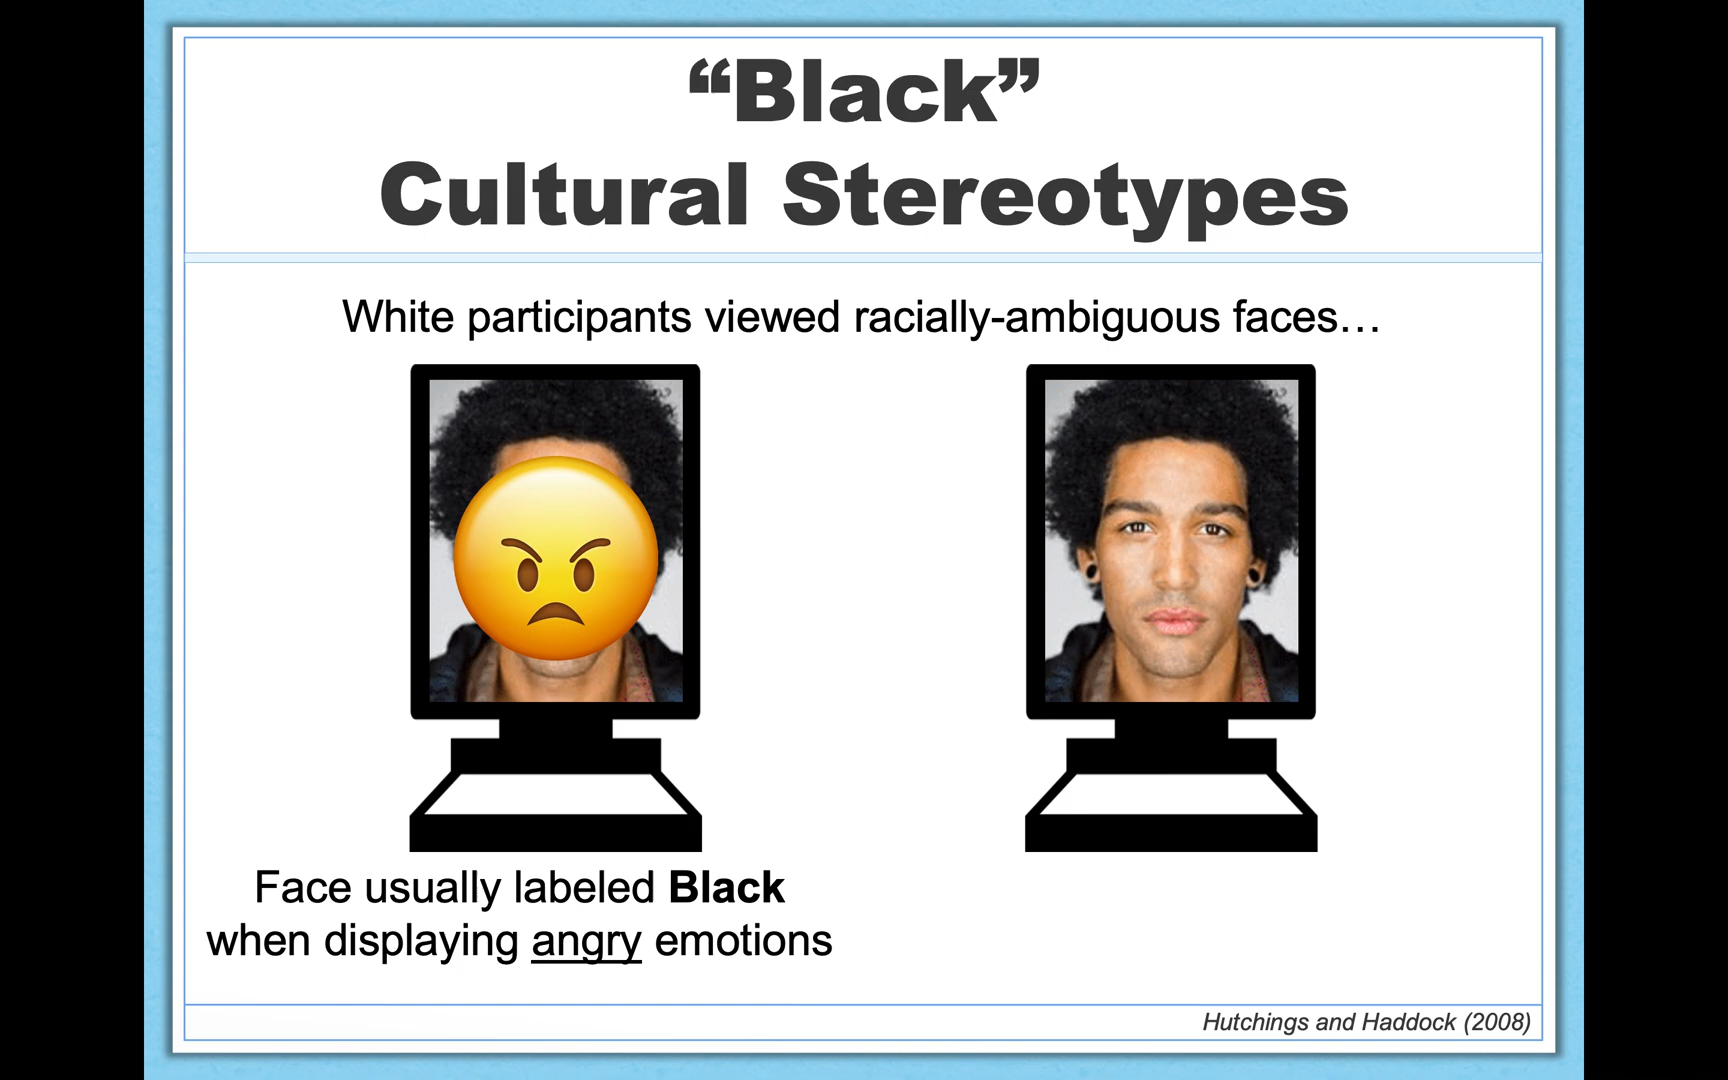 “Black”
Cultural Stereotypes
White participants viewed racially-ambiguous faces…
Face usually labeled Black
when displaying angry emotions
Hutchings and Haddock (2008)